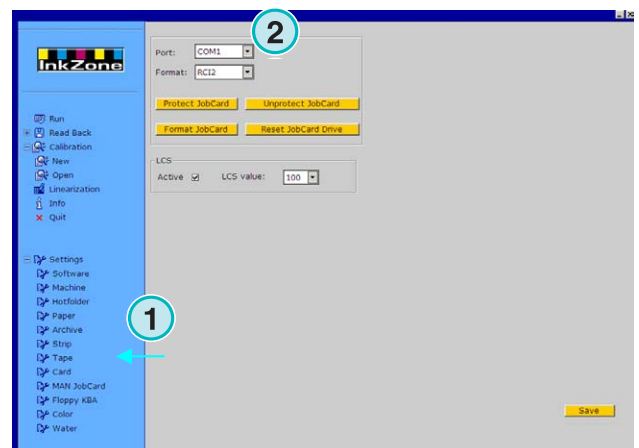 InkZone
Run
Read Back
Calibration
New
Open
Linearization
Info
Quit
Settings
Software
Machine
Hotfolder
Paper
Archive
Strip
Tape
Card
MAN JobCard
Floppy KBA
Color
Water
1
2
Port: COM1
Format: RCI2
Protect JobCard Unprotect JobCard
Format JobCard Reset JobCard Drive
LCS
Active LCS value: 100
Save